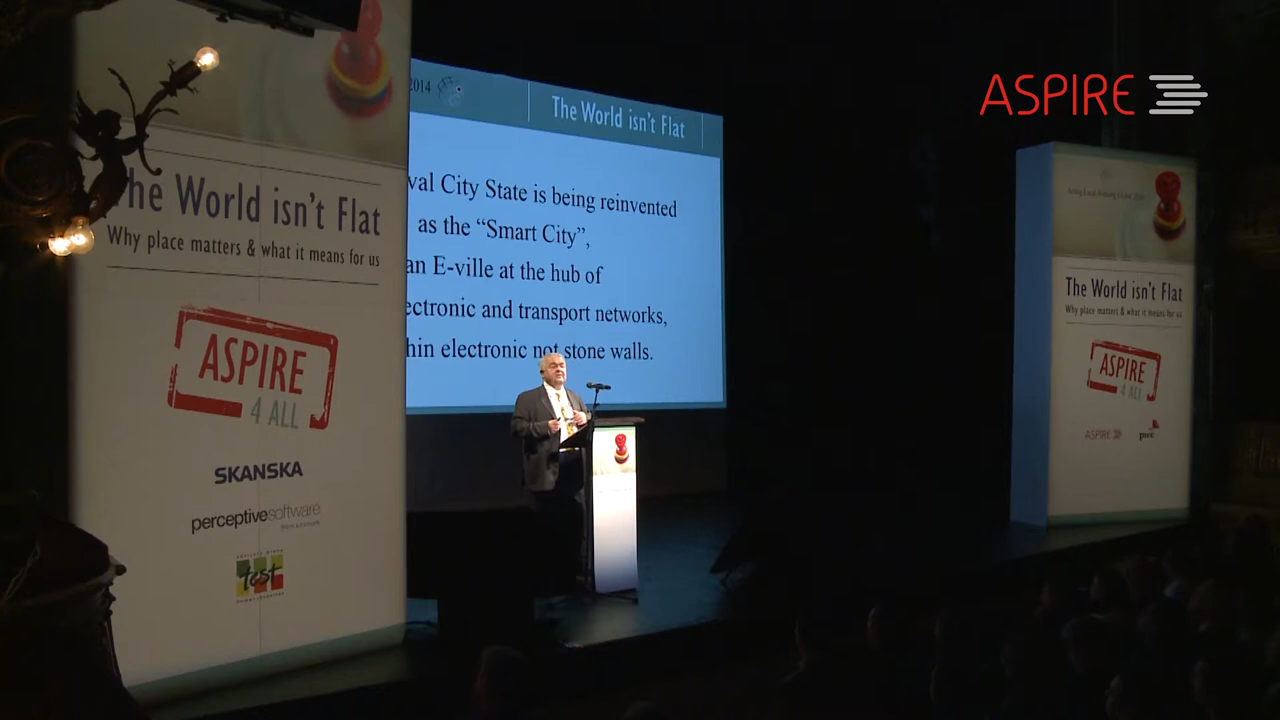 ASPIRE
The World isn't Flat
Why place matters & what it means for us
ASPIRE
4 ALL
SKANSKA
perceptivesoftware
test
2014
The World isn't Flat
val City State is being reinvented
as the "Smart City",
an E-ville at the hub of
ectronic and transport networks,
hin electronic not stone walls.
The World isn't Flat
Why place matters & what it means for us
ASPIRE
4 ALL
ASPIRE
pwc